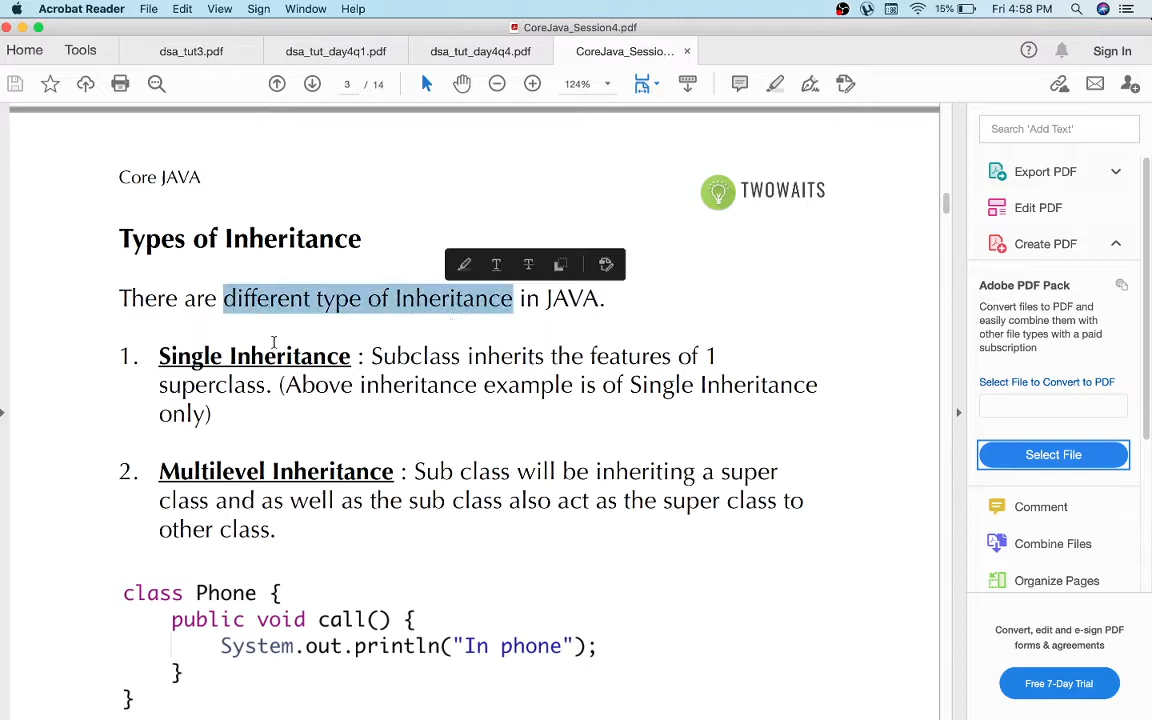 Acrobat Reader File Edit View Sign Window Help 15% Fri 4:58 PM
CoreJava_Session4.pdf
Home Tools dsa_tut3.pdf dsa_tut_day4q1.pdf dsa_tut_day4q4.pdf CoreJava_Sessio... × Sign In
3 / 14 124%
Core JAVA
TWOWAITS
Types of Inheritance
There are different type of Inheritance in JAVA.
1. Single Inheritance : Subclass inherits the features of 1
superclass. (Above inheritance example is of Single Inheritance
only)
2. Multilevel Inheritance : Sub class will be inheriting a super
class and as well as the sub class also act as the super class to
other class.
class Phone {
public void call() {
System.out.println("In phone");
}
}
Search 'Add Text'
Export PDF
Edit PDF
Create PDF
Adobe PDF Pack
Convert files to PDF and
easily combine them with
other file types with a paid
subscription
Select File to Convert to PDF
Select File
Comment
Combine Files
Organize Pages
Convert, edit and e-sign PDF
forms & agreements
Free 7-Day Trial